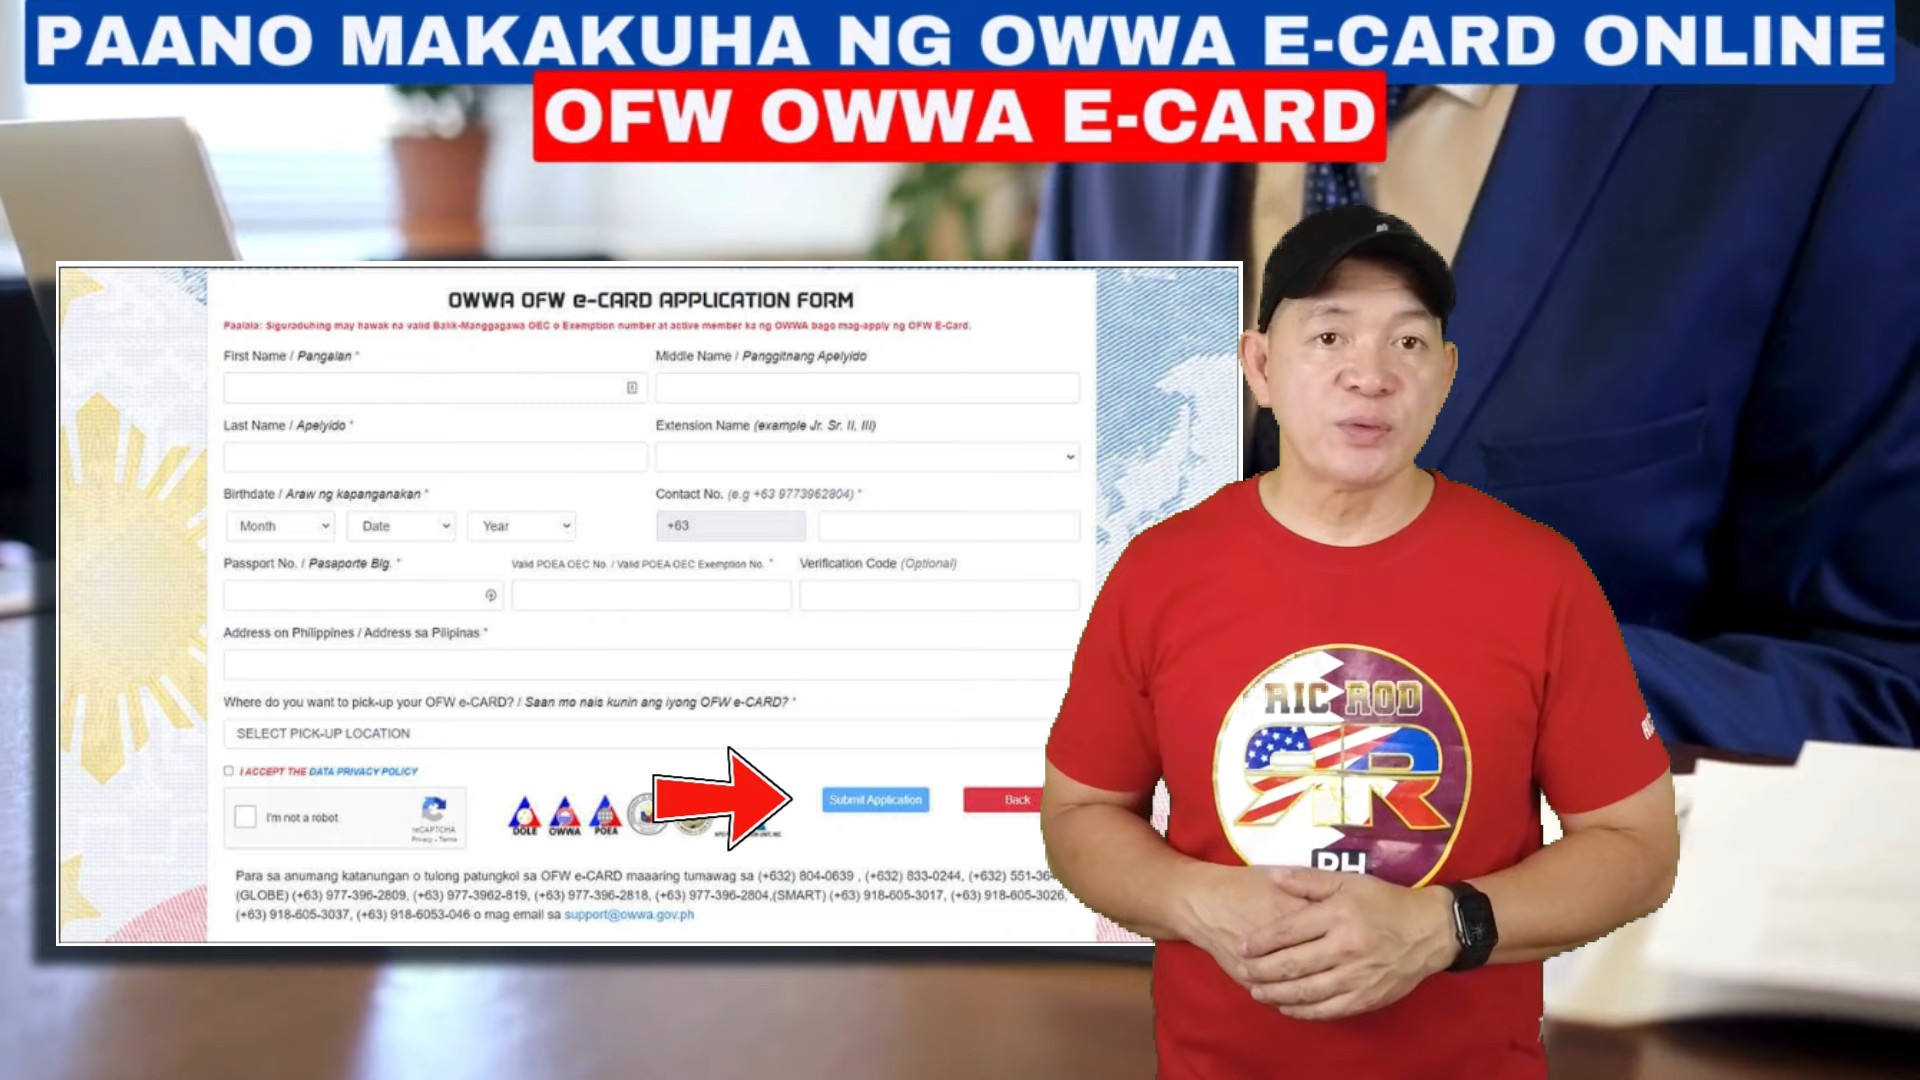 PAANO MAKAKUHA NG OWWA E-CARD ONLINE
OFW OWWA E-CARD
OWWA OFW e-CARD APPLICATION FORM
Paalala: Siguraduhing may hawak na valid Balik-Manggagawa OEC o Exemption number at active member ka ng OWWA bago mag-apply ng OFW E-Card.
First Name / Pangalan * Middle Name / Panggitnang Apelyido
Last Name / Apelyido * Extension Name (example Jr. Sr. II, III)
Birthdate / Araw ng kapanganakan * Contact No. (e.g +63 9773962804) *
Month Date Year +63
Passport No. / Pasaporte Blg. * Valid POEA OEC No. / Valid POEA OEC Exemption No. * Verification Code (Optional)
Address on Philippines / Address sa Pilipinas *
Where do you want to pick-up your OFW e-CARD? / Saan mo nais kunin ang iyong OFW e-CARD? *
SELECT PICK-UP LOCATION
I ACCEPT THE DATA PRIVACY POLICY
I'm not a robot
reCAPTCHA
Privacy - Terms
DOLE OWWA POEA
Submit Application Back
Para sa anumang katanungan o tulong patungkol sa OFW e-CARD maaaring tumawag sa (+632) 804-0639 , (+632) 833-0244, (+632) 551-
(GLOBE) (+63) 977-396-2809, (+63) 977-3962-819, (+63) 977-396-2818, (+63) 977-396-2804,(SMART) (+63) 918-605-3017, (+63) 918-605-3026,
(+63) 918-605-3037, (+63) 918-6053-046 o mag email sa support@owwa.gov.ph
RIC ROD
RR
PH